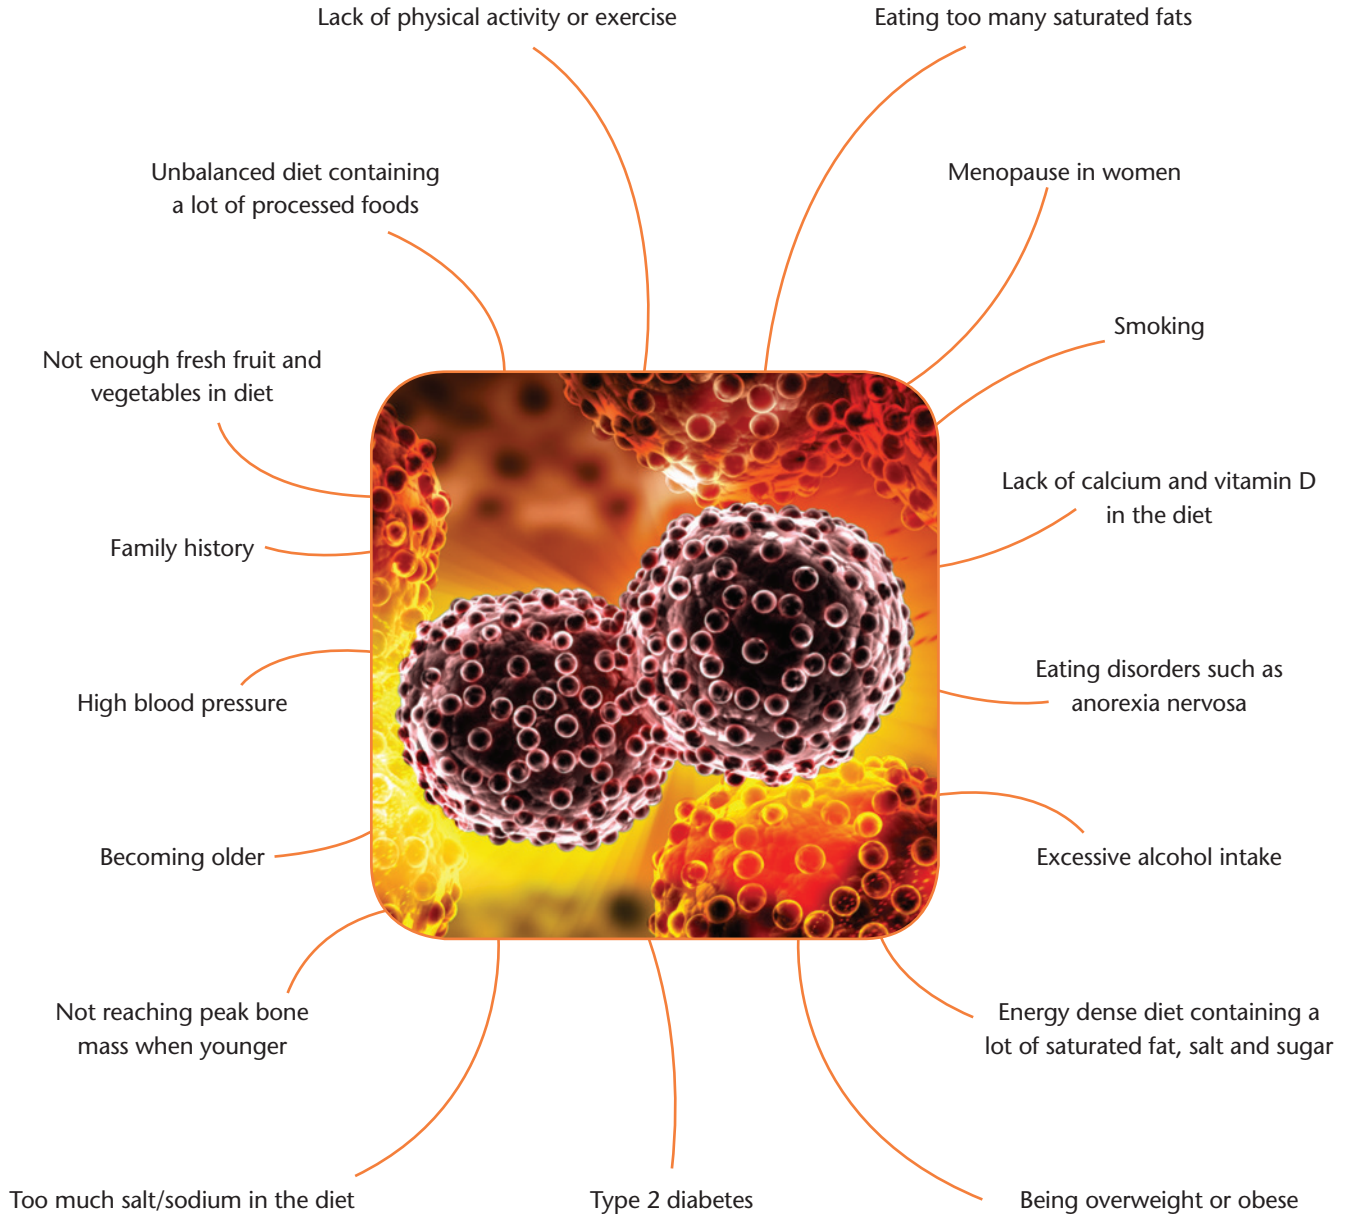 Lack of physical activity or exercise
Eating too many saturated fats
Unbalanced diet containing
a lot of processed foods
Menopause in women
Smoking
Not enough fresh fruit and
vegetables in diet
Lack of calcium and vitamin D
in the diet
Family history
Eating disorders such as
anorexia nervosa
High blood pressure
Becoming older
Excessive alcohol intake
Not reaching peak bone
mass when younger
Energy dense diet containing a
lot of saturated fat, salt and sugar
Too much salt/sodium in the diet
Type 2 diabetes
Being overweight or obese